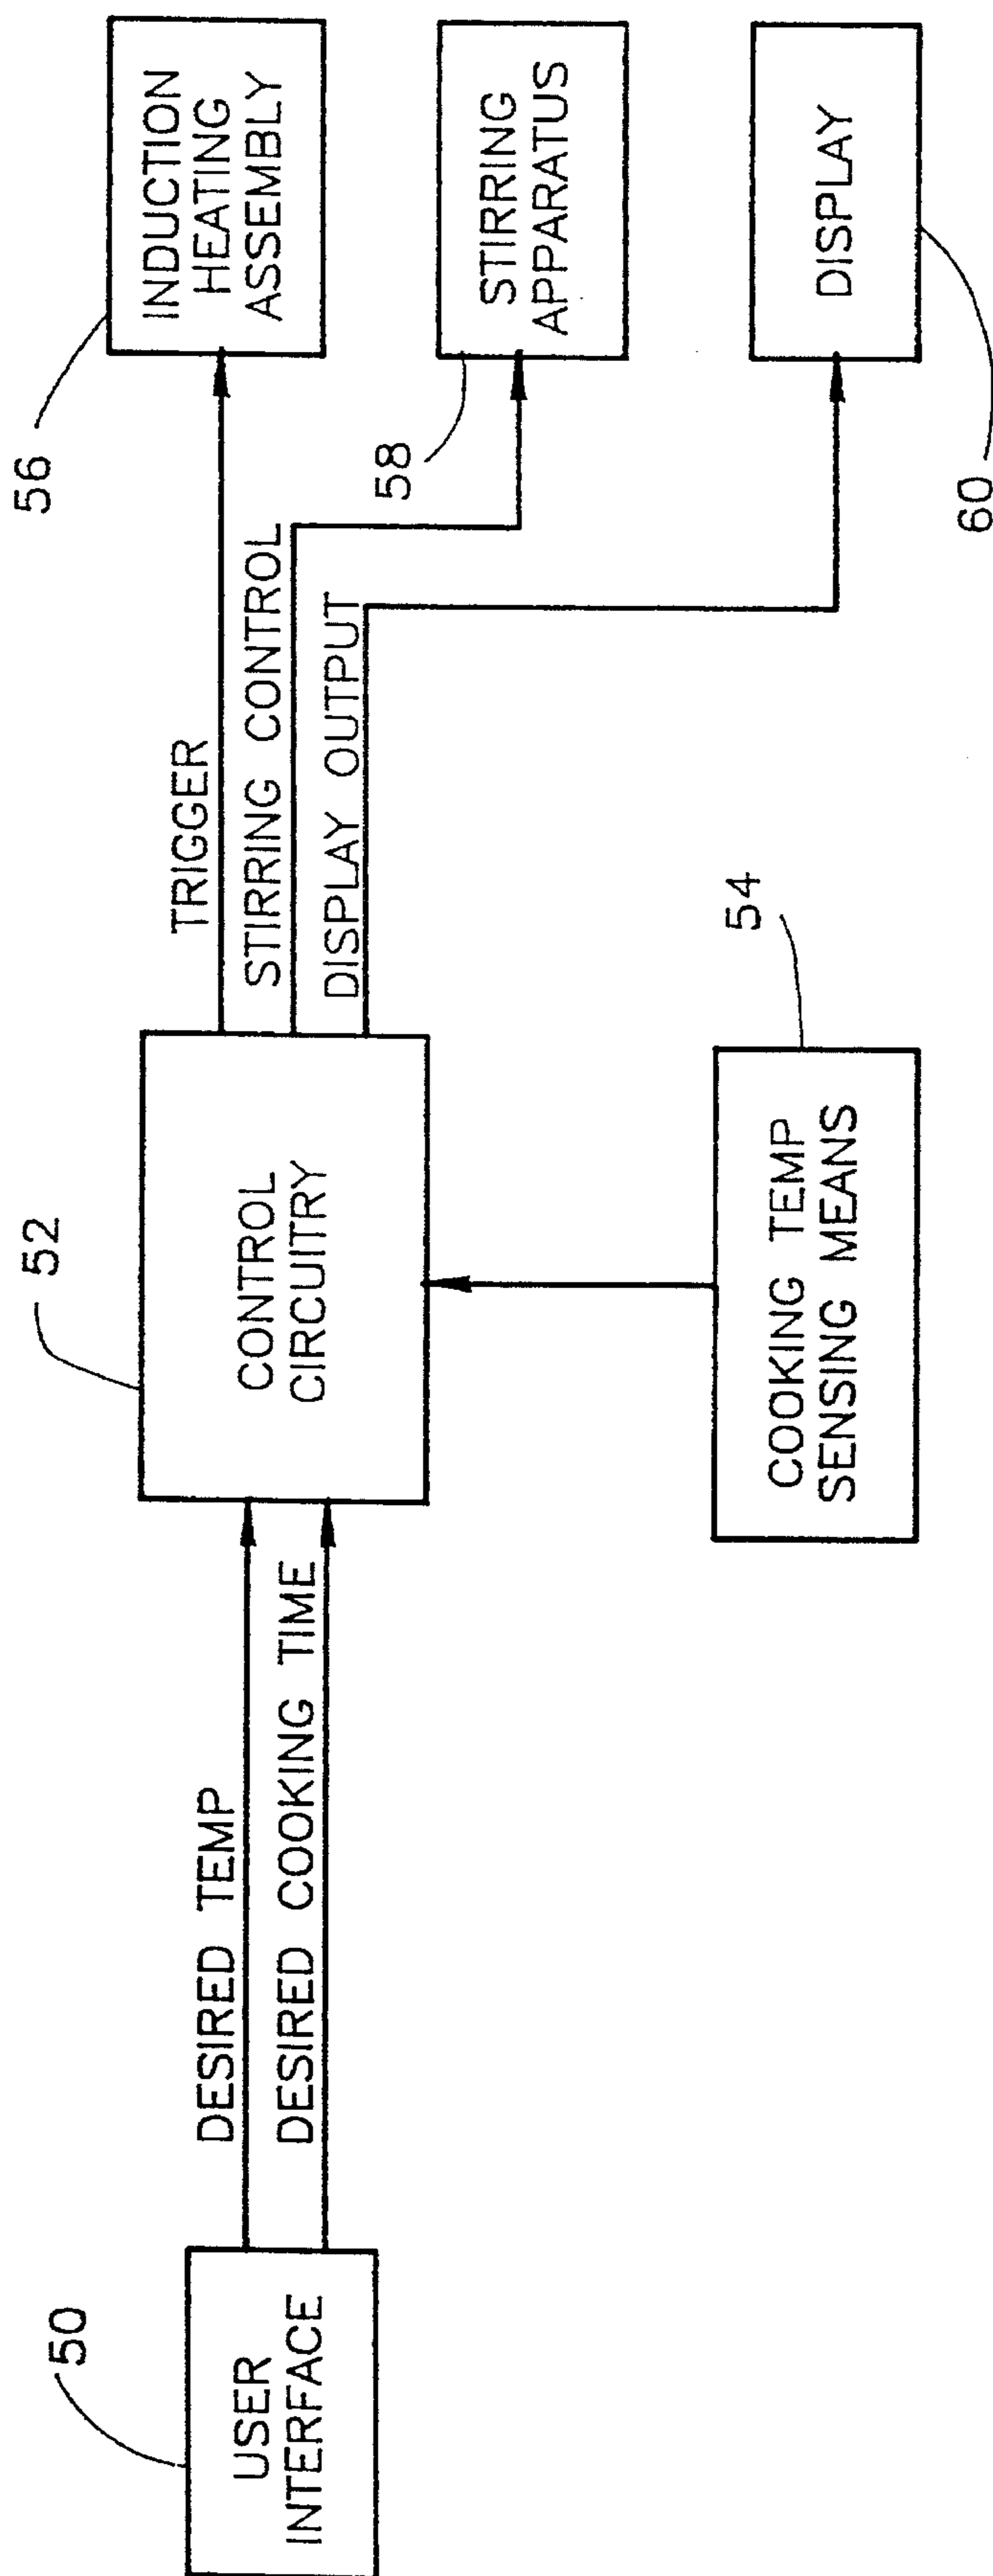 50
USER
INTERFACE
DESIRED TEMP
DESIRED COOKING TIME
52
CONTROL
CIRCUITRY
54
COOKING TEMP
SENSING MEANS
TRIGGER
STIRRING CONTROL
DISPLAY OUTPUT
56
INDUCTION
HEATING
ASSEMBLY
58
STIRRING
APPARATUS
60
DISPLAY